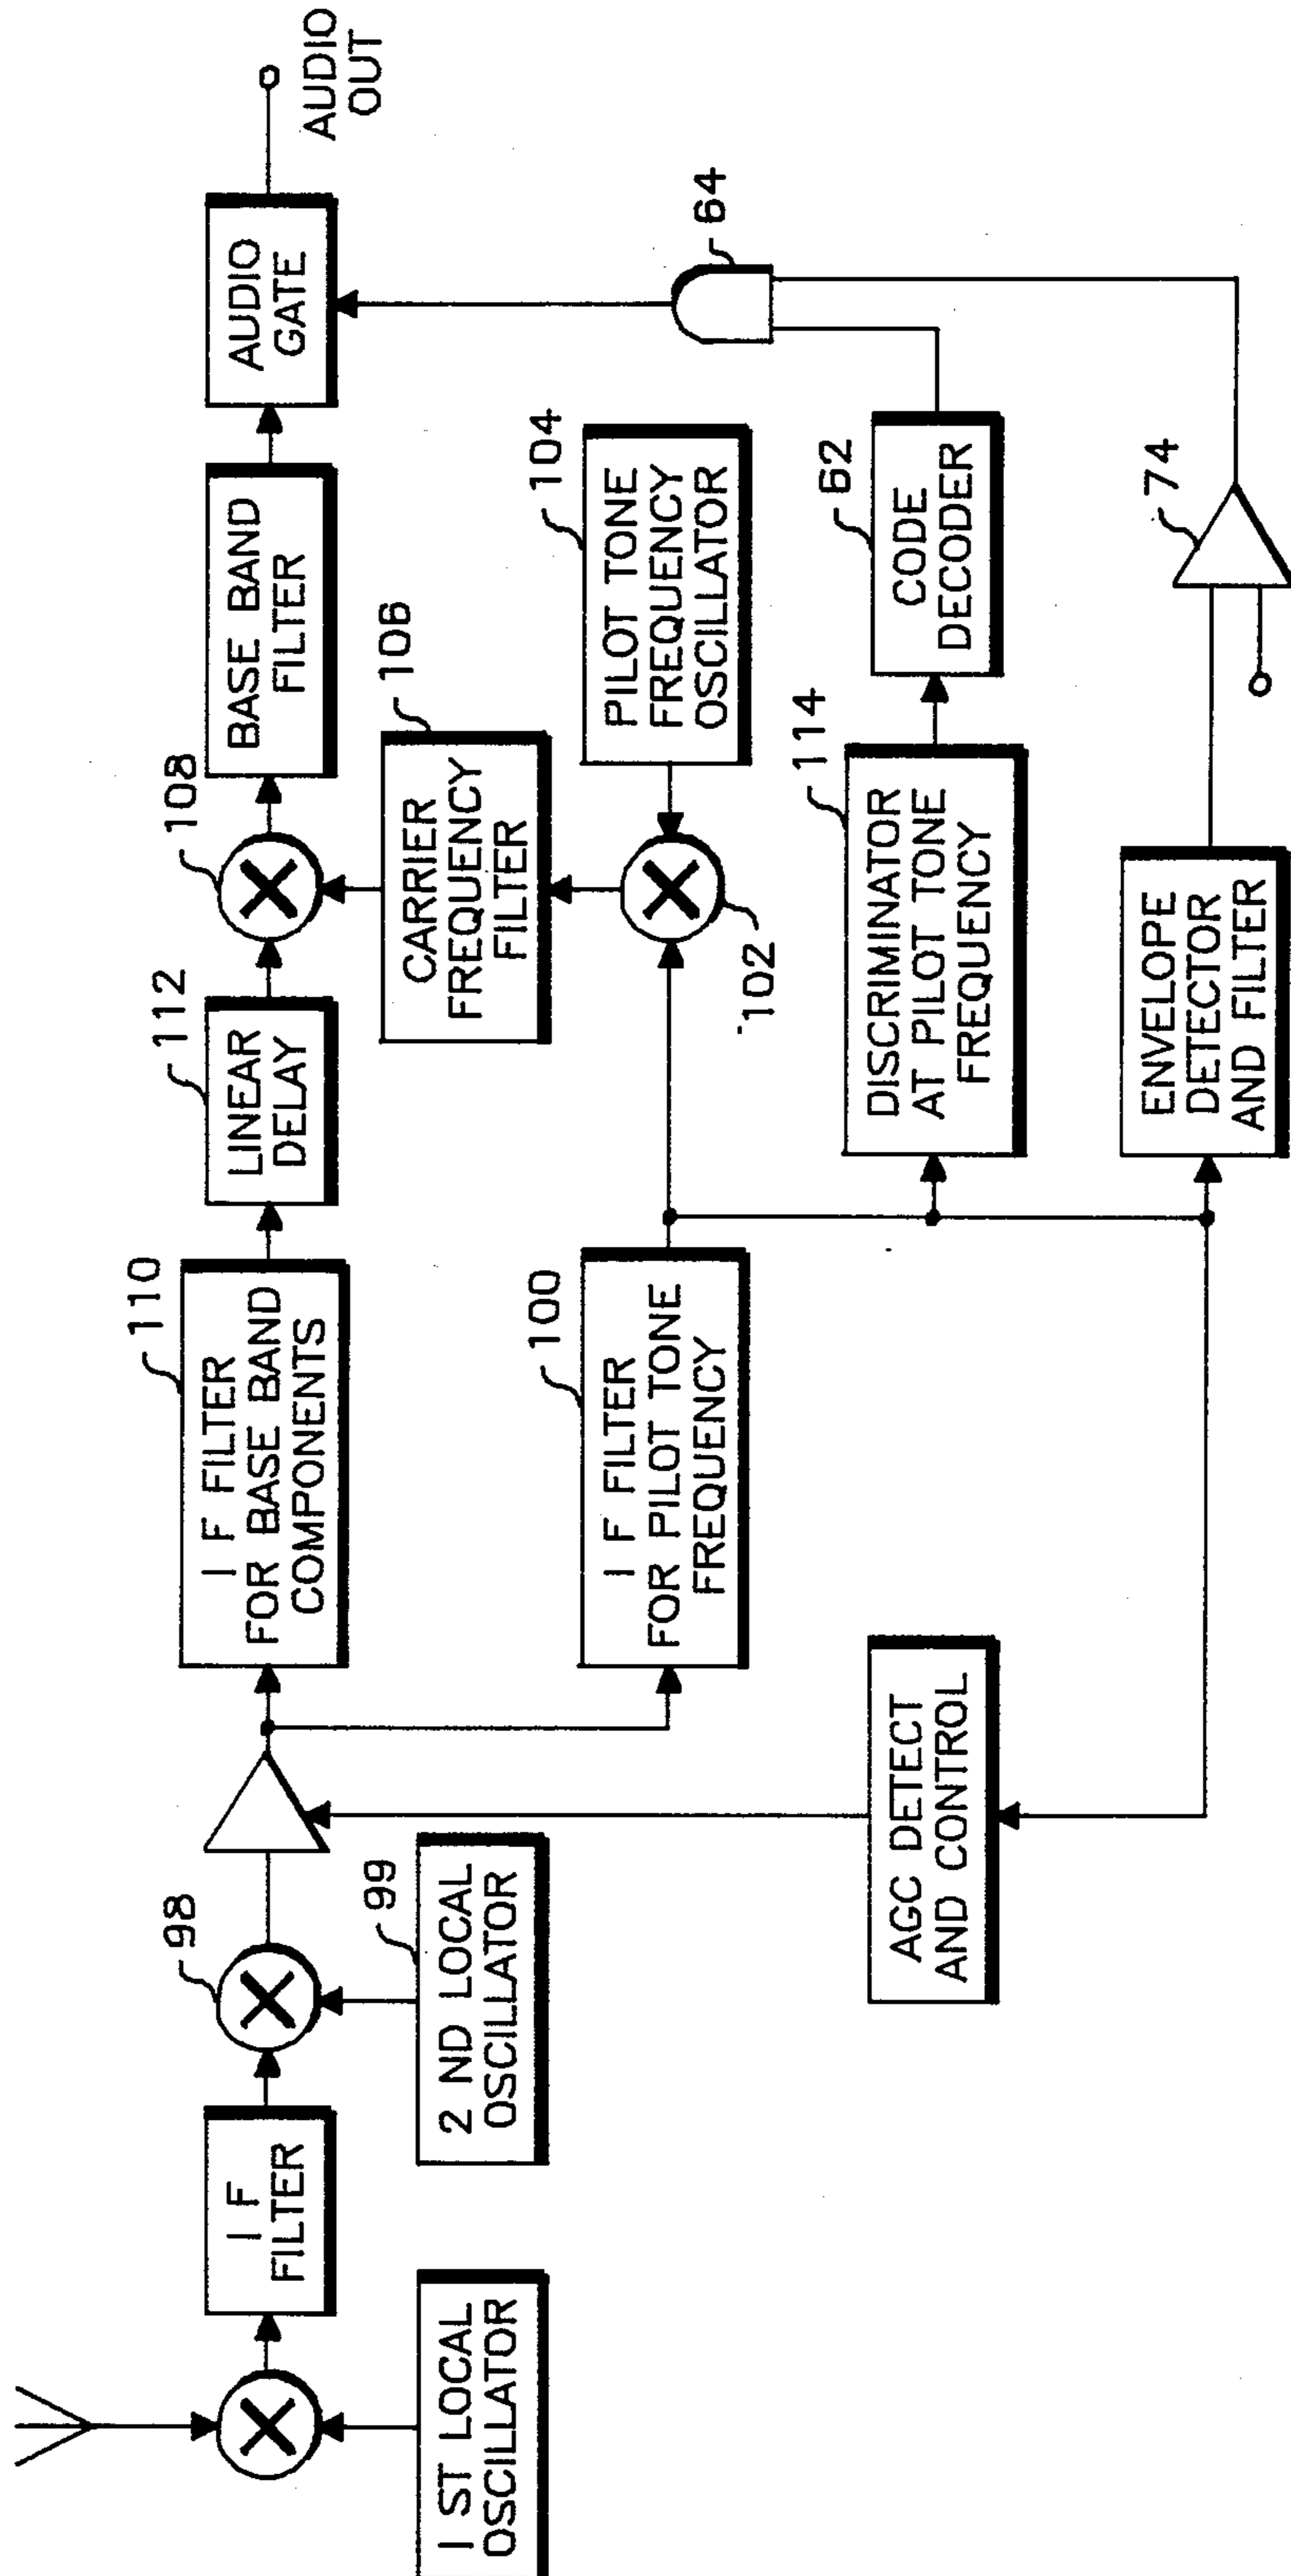 1 ST LOCAL
OSCILLATOR
I F
FILTER
98
2 ND LOCAL
OSCILLATOR
99
110
I F FILTER
FOR BASE BAND
COMPONENTS
112
LINEAR
DELAY
108
BASE BAND
FILTER
AUDIO
GATE
AUDIO
OUT
100
I F FILTER
FOR PILOT TONE
FREQUENCY
106
CARRIER
FREQUENCY
FILTER
102
104
PILOT TONE
FREQUENCY
OSCILLATOR
64
AGC DETECT
AND CONTROL
114
DISCRIMINATOR
AT PILOT TONE
FREQUENCY
62
CODE
DECODER
ENVELOPE
DETECTOR
AND FILTER
74